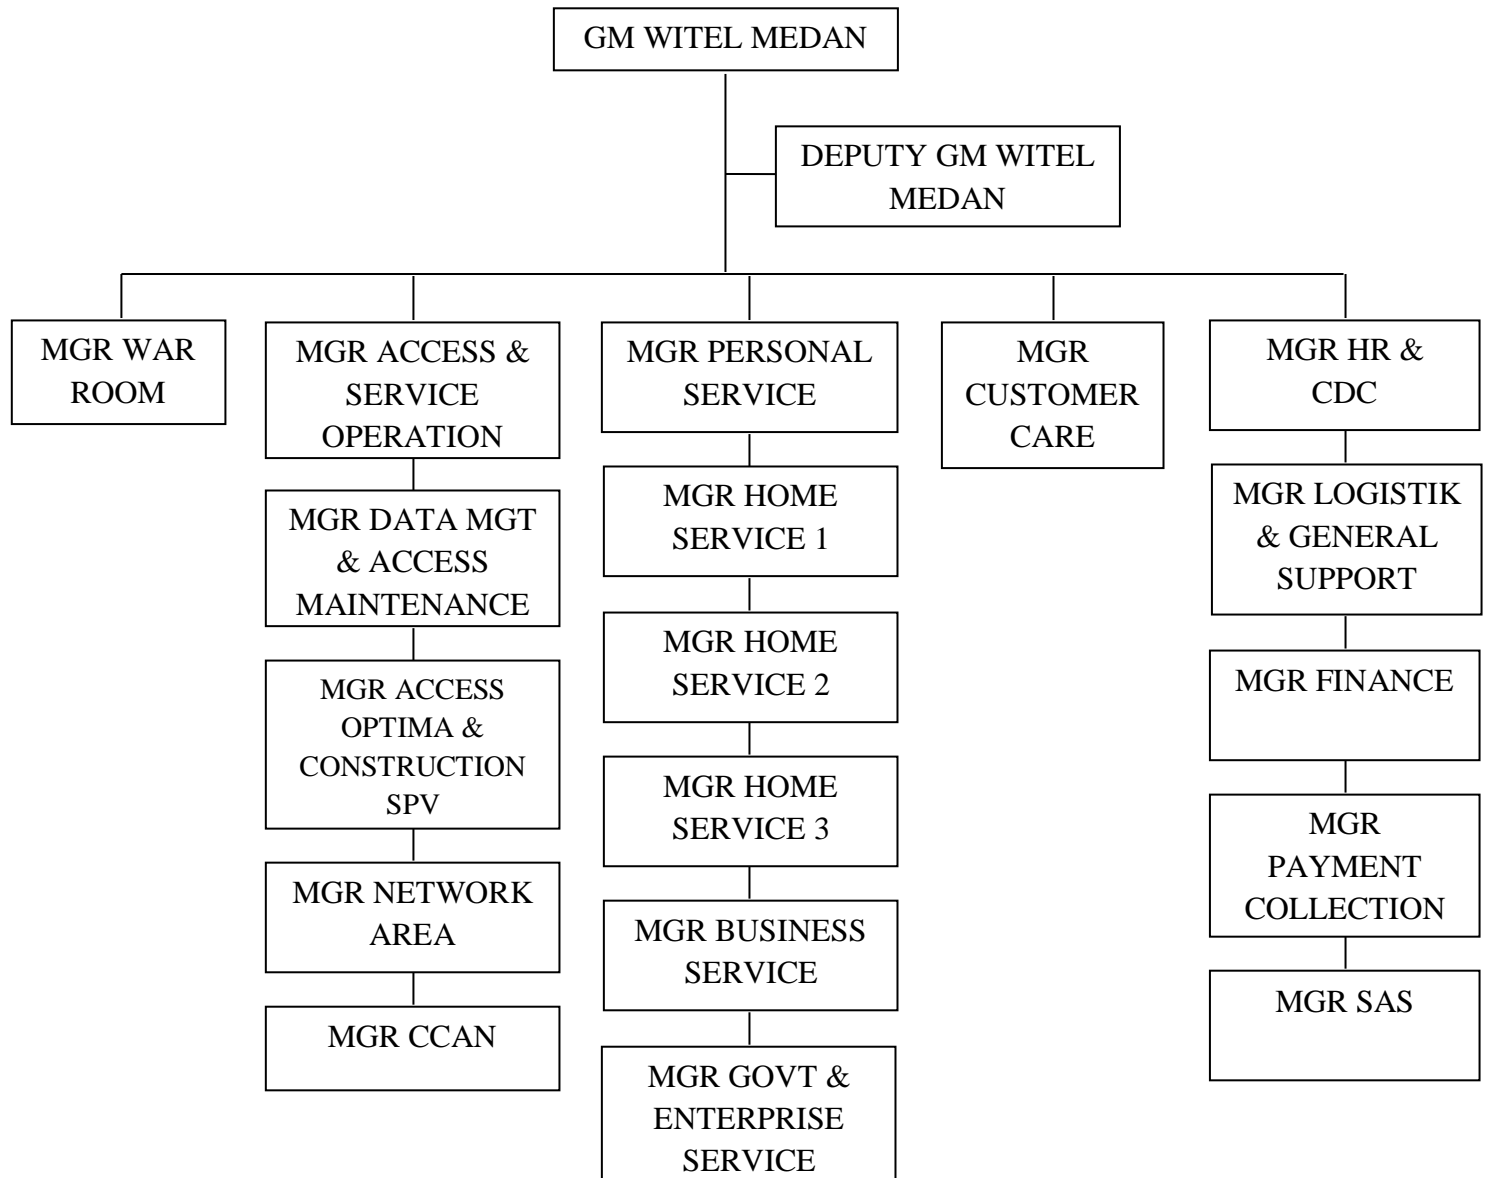 GM WITEL MEDAN
DEPUTY GM WITEL
MEDAN
MGR WAR
ROOM
MGR ACCESS &
SERVICE
OPERATION
MGR DATA MGT
& ACCESS
MAINTENANCE
MGR ACCESS
OPTIMA &
CONSTRUCTION
SPV
MGR NETWORK
AREA
MGR CCAN
MGR PERSONAL
SERVICE
MGR HOME
SERVICE 1
MGR HOME
SERVICE 2
MGR HOME
SERVICE 3
MGR BUSINESS
SERVICE
MGR GOVT &
ENTERPRISE
SERVICE
MGR
CUSTOMER
CARE
MGR HR &
CDC
MGR LOGISTIK
& GENERAL
SUPPORT
MGR FINANCE
MGR
PAYMENT
COLLECTION
MGR SAS